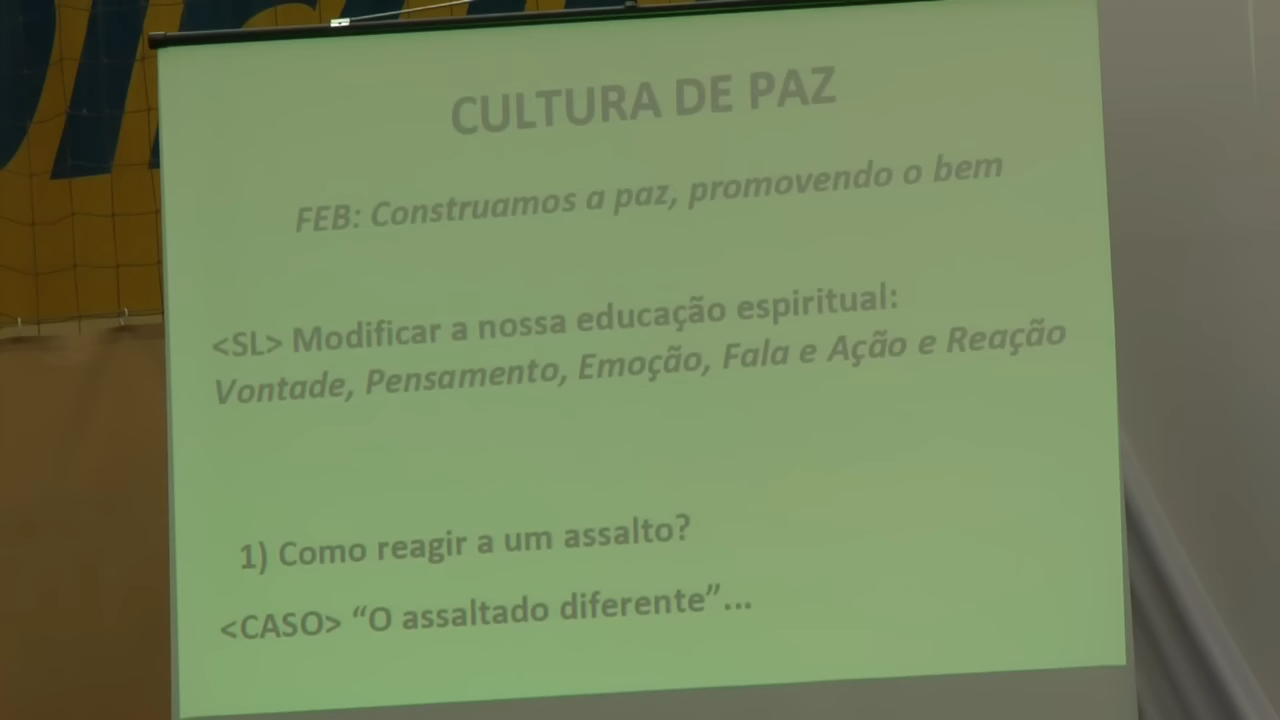 CULTURA DE PAZ
FEB: Construamos a paz, promovendo o bem
<SL> Modificar a nossa educação espiritual:
Vontade, Pensamento, Emoção, Fala e Ação e Reação
1) Como reagir a um assalto?
<CASO> “O assaltado diferente”...